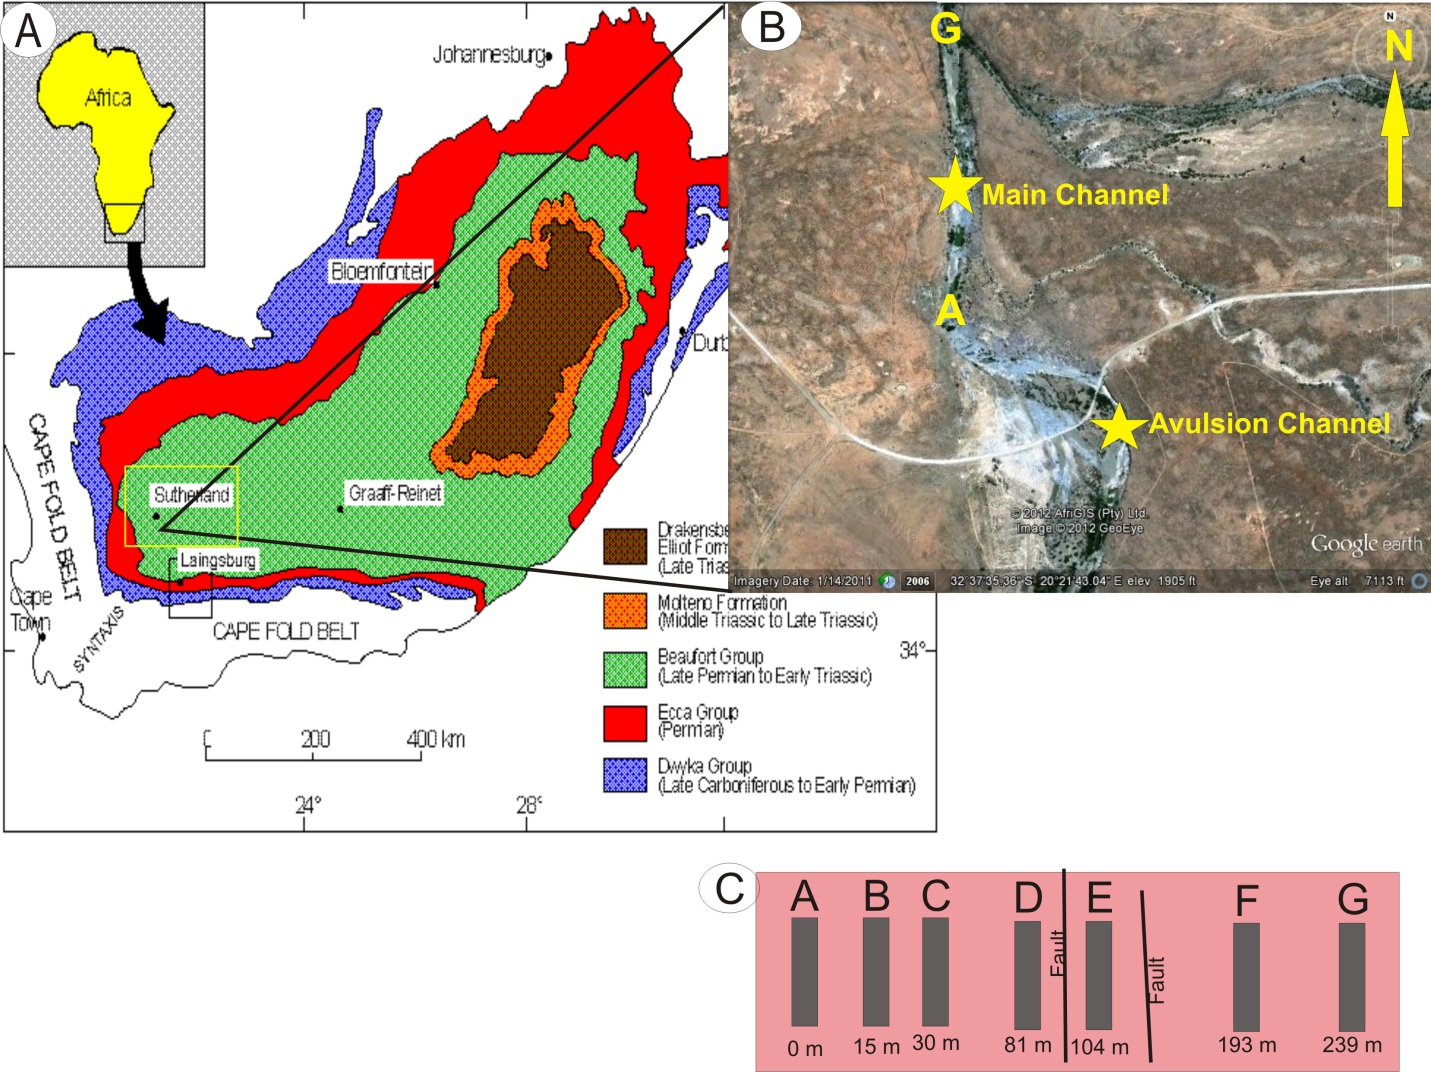 A
Africa
Johannesburg
Bloemfontein
Durb
CAPE FOLD BELT
Sutherland
Graaff-Reinet
Laingsburg
Cape
Town
SYNTAXIS
CAPE FOLD BELT
Drakensbe
Elliot Form
(Late Trias
Molteno Formation
(Middle Triassic to Late Triassic)
Beaufort Group
(Late Permian to Early Triassic)
Ecca Group
(Permian)
Dwyka Group
(Late Carboniferous to Early Permian)
34°
200
400 km
24°
28°
B
G
N
N
Main Channel
A
Avulsion Channel
© 2012 AfriGIS (Pty) Ltd.
Image © 2012 GeoEye
Google earth
Imagery Date: 1/14/2011 2006 32°37'35.36" S 20°21'43.04" E elev 1905 ft Eye alt 7113 ft
C
A B C D E F G
Fault
Fault
0 m 15 m 30 m 81 m 104 m 193 m 239 m